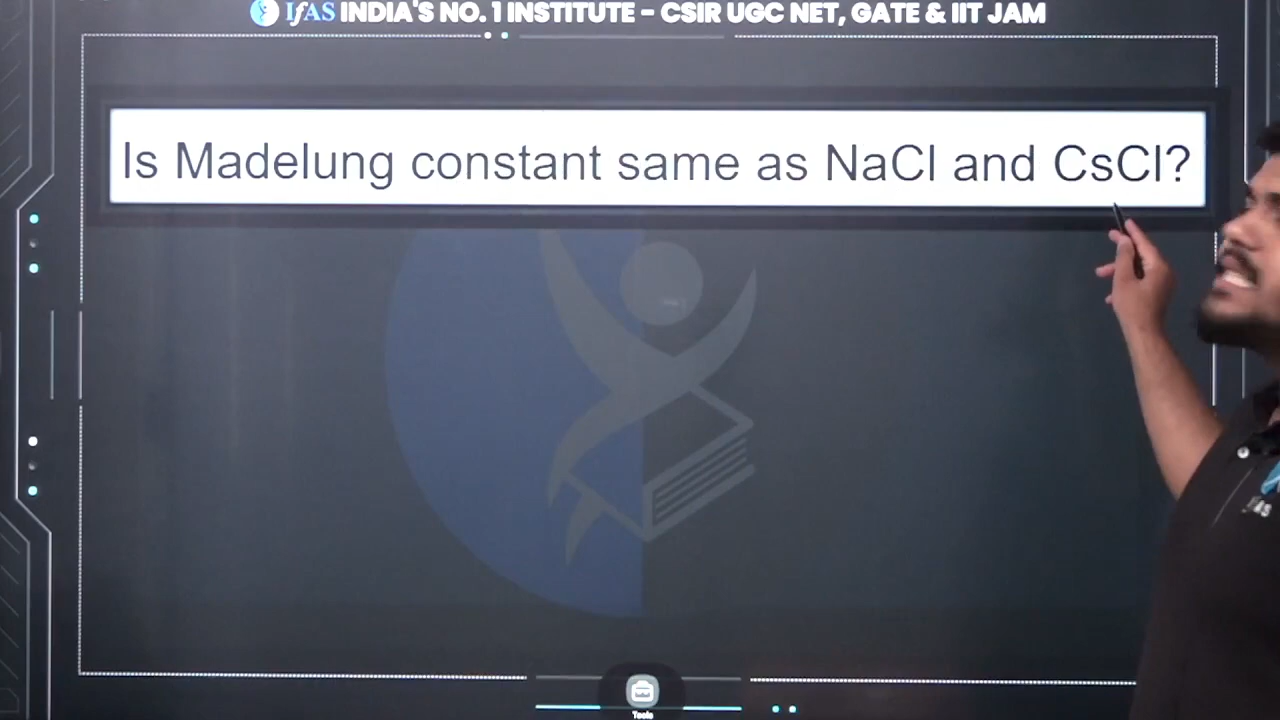 IfAS INDIA'S NO. 1 INSTITUTE - CSIR UGC NET, GATE & IIT JAM
Is Madelung constant same as NaCl and CsCl?
Tools